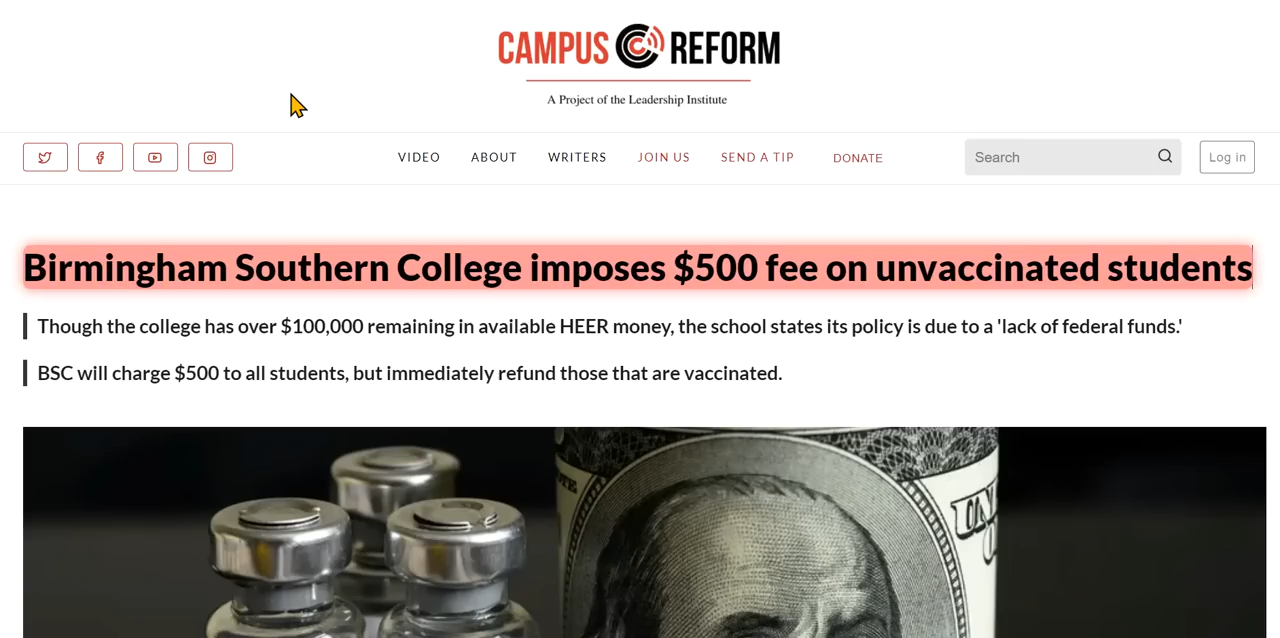 CAMPUS REFORM
A Project of the Leadership Institute
VIDEO ABOUT WRITERS JOIN US SEND A TIP DONATE Search Log in
Birmingham Southern College imposes $500 fee on unvaccinated students
Though the college has over $100,000 remaining in available HEER money, the school states its policy is due to a 'lack of federal funds.'
BSC will charge $500 to all students, but immediately refund those that are vaccinated.